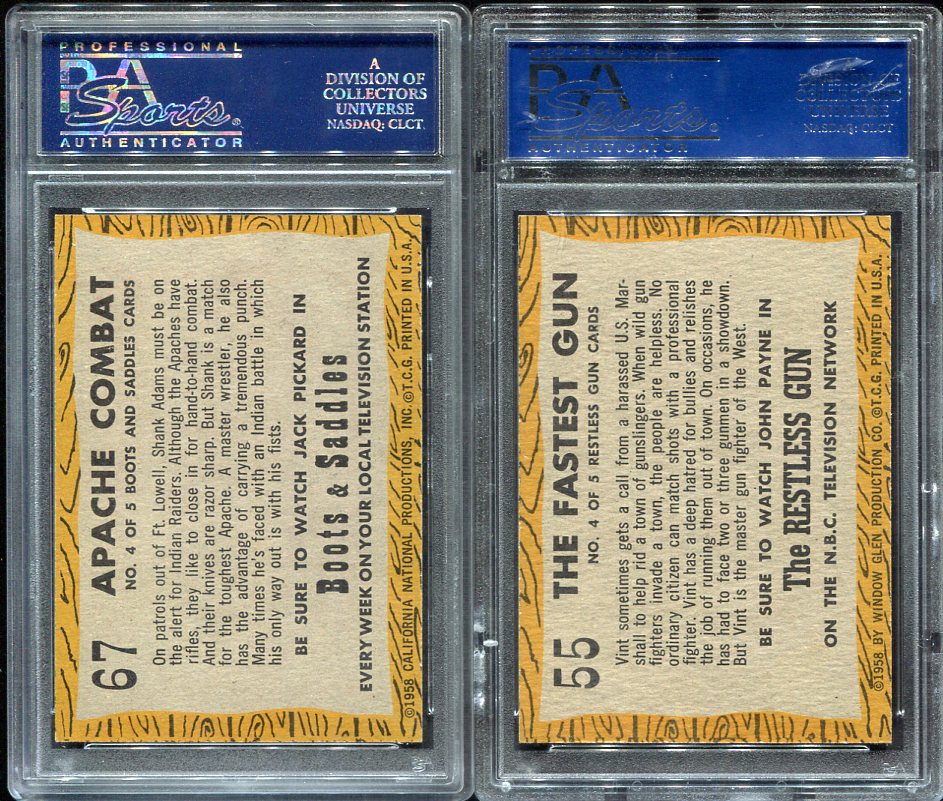 PROFESSIONAL
PSA
Sports®
AUTHENTICATOR
A
DIVISION OF
COLLECTORS
UNIVERSE
NASDAQ: CLCT
67
APACHE COMBAT
NO. 4 OF 5 BOOTS AND SADDLES CARDS
On patrols out of Ft. Lowell, Shank Adams must be on
the alert for Indian Raiders. Although the Apaches have
rifles, they like to close in for hand-to-hand combat.
And their knives are razor sharp. But Shank is a match
for the toughest Apache. A master wrestler, he also
has the advantage of carrying a tremendous punch.
Many times he's faced with an Indian battle in which
his only way out is with his fists.
BE SURE TO WATCH JACK PICKARD IN
Boots & Saddles
EVERY WEEK ON YOUR LOCAL TELEVISION STATION
©1958 CALIFORNIA NATIONAL PRODUCTIONS, INC. ©T.C.G. PRINTED IN U.S.A.
PROFESSIONAL
PSA
Sports®
AUTHENTICATOR
COLLECTORS
UNIVERSE
NASDAQ: CLCT
55
THE FASTEST GUN
NO. 4 OF 5 RESTLESS GUN CARDS
Vint sometimes gets a call from a harassed U.S. Mar-
shall to help rid a town of gunslingers. When wild gun
fighters invade a town, the people are helpless. No
ordinary citizen can match shots with a professional
fighter. Vint has a deep hatred for bullies and relishes
the job of running them out of town. On occasions, he
has had to face two or three gunmen in a showdown.
But Vint is the master gun fighter of the West.
BE SURE TO WATCH JOHN PAYNE IN
The RESTLESS GUN
ON THE N.B.C. TELEVISION NETWORK
©1958 BY WINDOW GLEN PRODUCTION CO. ©T.C.G. PRINTED IN U.S.A.